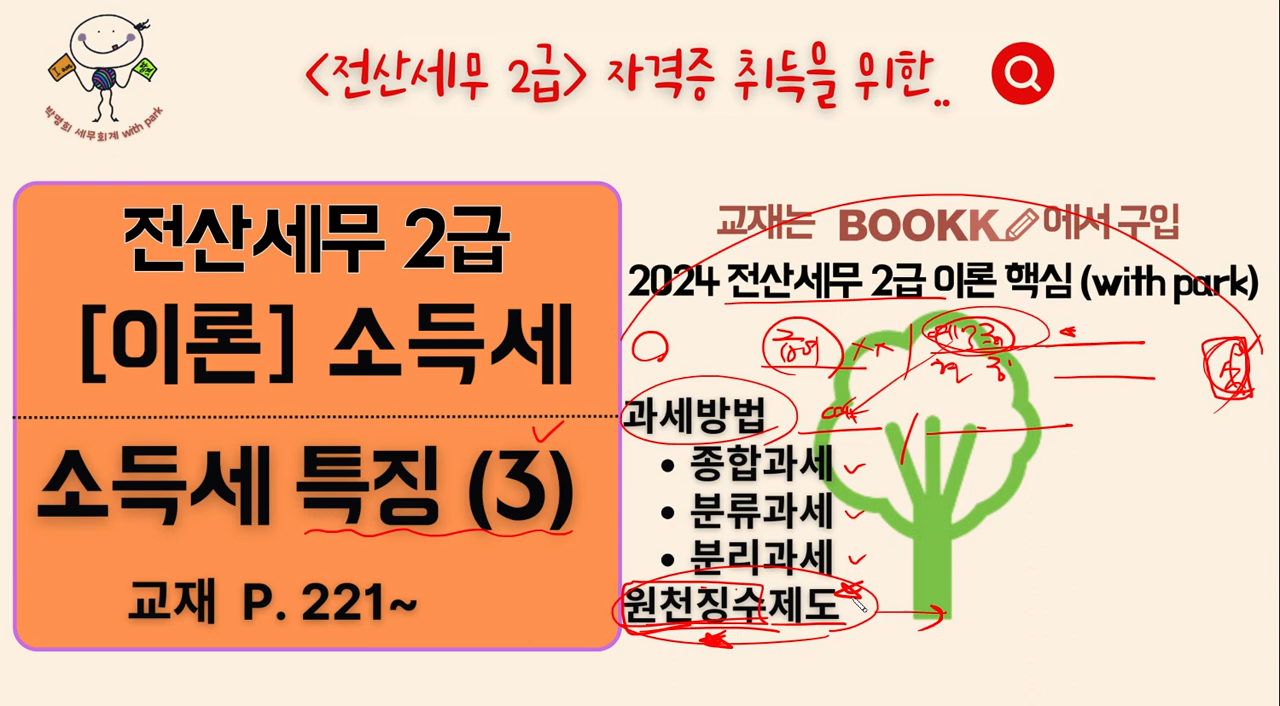 <전산세무 2급> 자격증 취득을 위한..
박명희 세무회계 with park
전산세무 2급
[이론] 소득세
소득세 특징 (3)
교재 P. 221~
교재는 BOOKK에서 구입
2024 전산세무 2급 이론 핵심 (with park)
급여
과세방법
• 종합과세
• 분류과세
• 분리과세
원천징수제도